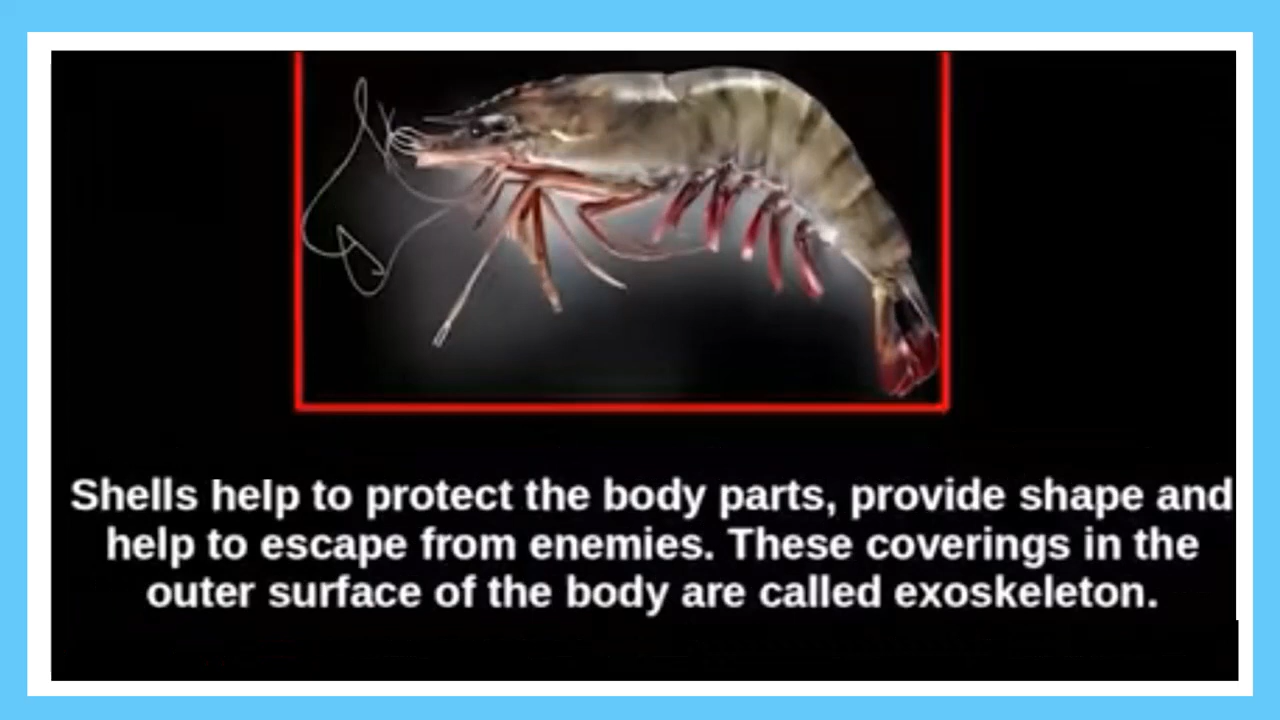 Shells help to protect the body parts, provide shape and
help to escape from enemies. These coverings in the
outer surface of the body are called exoskeleton.